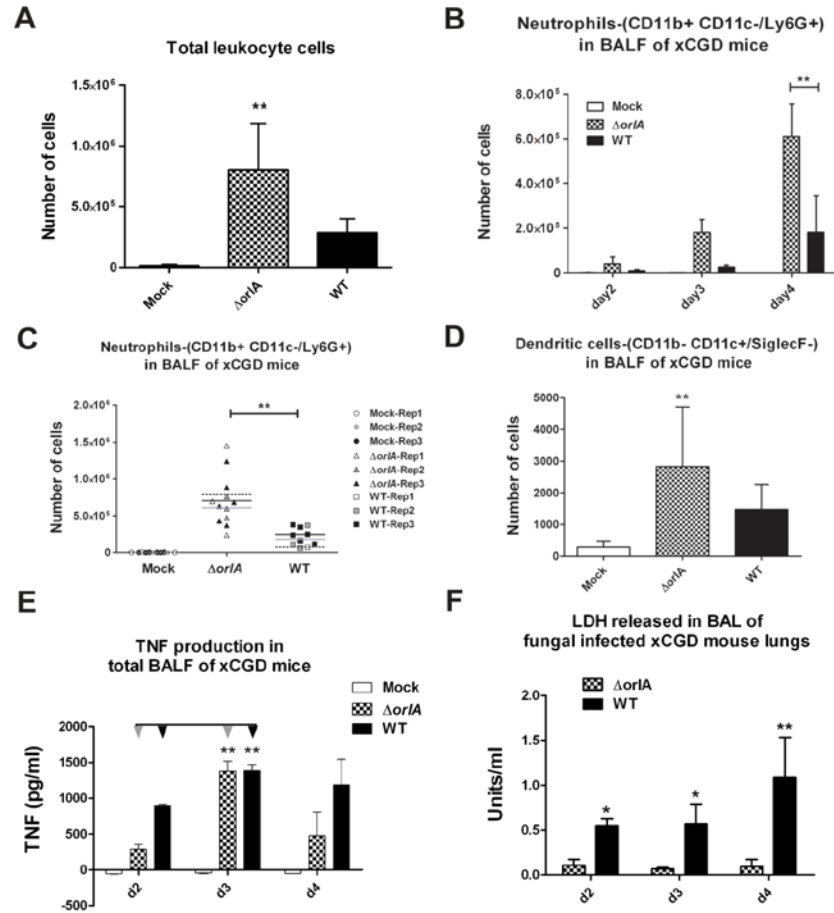 A
Total leukocyte cells
1.5×10⁶
**
1.0×10⁶
5.0×10⁵
0
Number of cells
Mock
ΔorlA
WT
B
Neutrophils-(CD11b+ CD11c-/Ly6G+)
in BALF of xCGD mice
8.0×10⁵
6.0×10⁵
4.0×10⁵
2.0×10⁵
0
Number of cells
Mock
ΔorlA
WT
**
day2
day3
day4
C
Neutrophils-(CD11b+ CD11c-/Ly6G+)
in BALF of xCGD mice
2.0×10⁶
1.5×10⁶
1.0×10⁶
5.0×10⁵
0
Number of cells
**
Mock
ΔorlA
WT
Mock-Rep1
Mock-Rep2
Mock-Rep3
ΔorlA-Rep1
ΔorlA-Rep2
ΔorlA-Rep3
WT-Rep1
WT-Rep2
WT-Rep3
D
Dendritic cells-(CD11b- CD11c+/SiglecF-)
in BALF of xCGD mice
5000
4000
3000
2000
1000
0
Number of cells
**
Mock
ΔorlA
WT
E
TNF production in
total BALF of xCGD mice
Mock
ΔorlA
WT
2000
1500
1000
500
0
-500
TNF (pg/ml)
** **
d2
d3
d4
F
LDH released in BAL of
fungal infected xCGD mouse lungs
ΔorlA
WT
2.0
1.5
1.0
0.5
0.0
Units/ml
*
*
**
d2
d3
d4